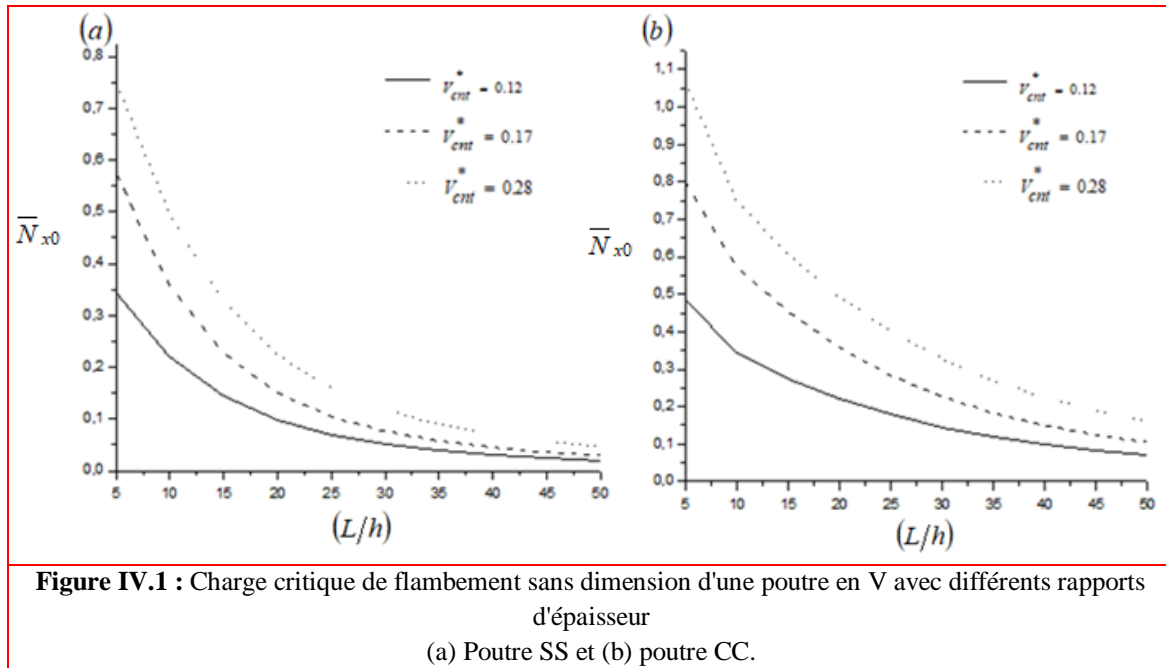 (a)
0,8
0,7
0,6
0,5
0,4
0,3
0,2
0,1
0,0
N̅x0
V*cnt = 0.12
V*cnt = 0.17
V*cnt = 0.28
5 10 15 20 25 30 35 40 45 50
(L/h)
(b)
1,1
1,0
0,9
0,8
0,7
0,6
0,5
0,4
0,3
0,2
0,1
0,0
N̅x0
V*cnt = 0.12
V*cnt = 0.17
V*cnt = 0.28
5 10 15 20 25 30 35 40 45 50
(L/h)
Figure IV.1 : Charge critique de flambement sans dimension d'une poutre en V avec différents rapports
d'épaisseur
(a) Poutre SS et (b) poutre CC.